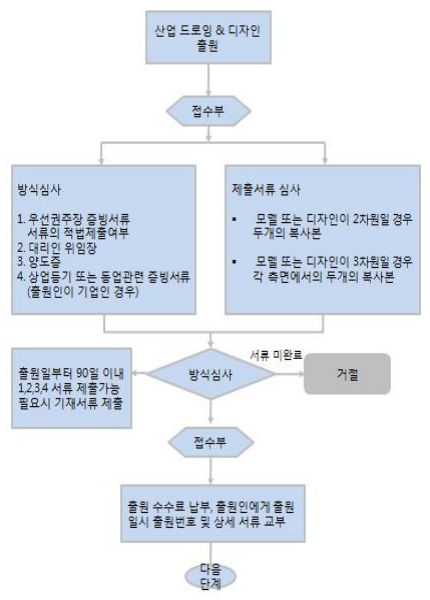 산업 드로잉 & 디자인
출원
접수부
방식심사
1. 우선권주장 증빙서류
서류의 적법제출여부
2. 대리인 위임장
3. 양도증
4. 상업등기 또는 동업관련 증빙서류
(출원인이 기업인 경우)
제출서류 심사
▪ 모델 또는 디자인이 2차원일 경우
두개의 복사본
▪ 모델 또는 디자인이 3차원일 경우
각 측면에서의 두개의 복사본
출원일부터 90일 이내
1,2,3,4 서류 제출가능
필요시 기재서류 제출
방식심사
서류 미완료
거절
접수부
출원 수수료 납부, 출원인에게 출원
일시 출원번호 및 상세 서류 교부
다음
단계